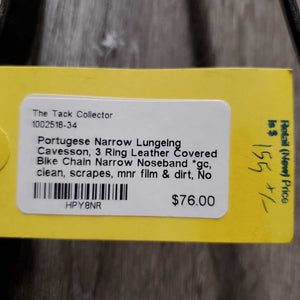 The Tack Collector
1002518-34
Portugese Narrow Lungeing
Cavesson, 3 Ring Leather Covered
Bike Chain Narrow Noseband *gc,
clean, scrapes, mnr film & dirt, No
HPY8NR
$76.00
Retail (New) Price
is $
155 +/-